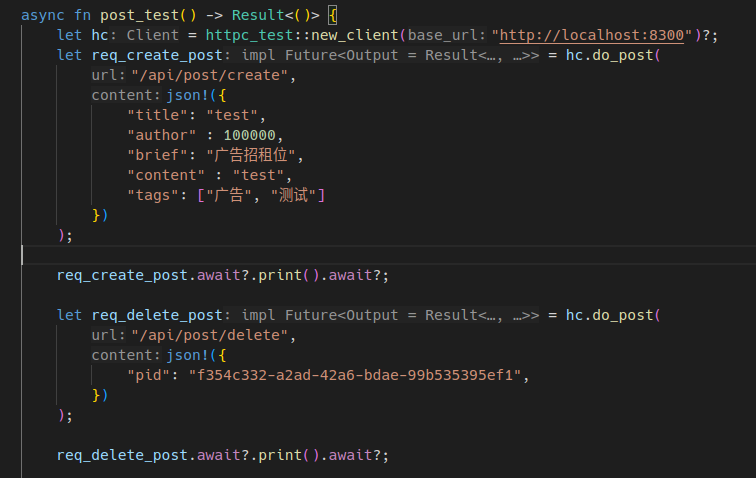 async fn post_test() -> Result<()> {
    let hc: Client = httpc_test::new_client(base_url: "http://localhost:8300")?;
    let req_create_post: impl Future<Output = Result<…, …>> = hc.do_post(
        url: "/api/post/create",
        content: json!({
            "title": "test",
            "author" : 100000,
            "brief": "广告招租位",
            "content" : "test",
            "tags": ["广告", "测试"]
        })
    );
    req_create_post.await?.print().await?;
    let req_delete_post: impl Future<Output = Result<…, …>> = hc.do_post(
        url: "/api/post/delete",
        content: json!({
            "pid": "f354c332-a2ad-42a6-bdae-99b535395ef1",
        })
    );
    req_delete_post.await?.print().await?;